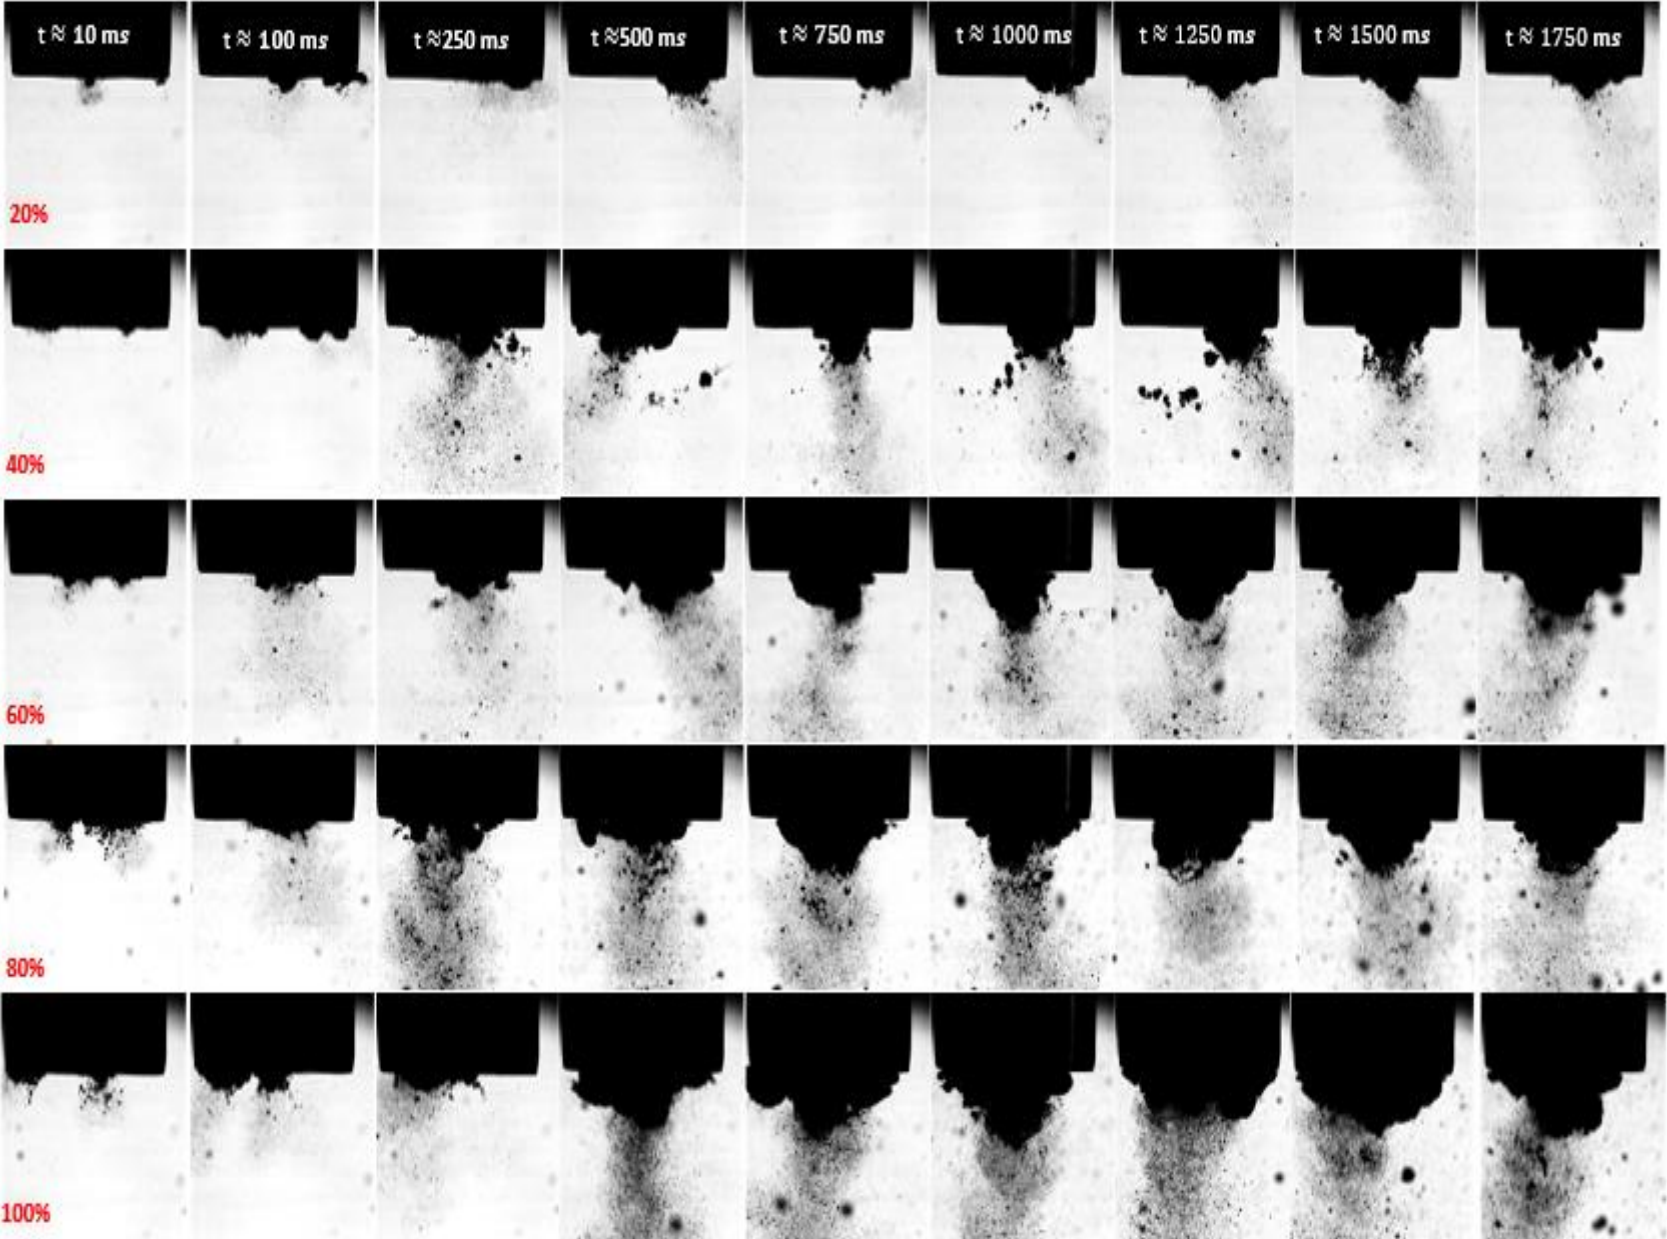 t ≈ 10 ms
t ≈ 100 ms
t ≈250 ms
t ≈500 ms
t ≈ 750 ms
t ≈ 1000 ms
t ≈ 1250 ms
t ≈ 1500 ms
t ≈ 1750 ms
20%
40%
60%
80%
100%